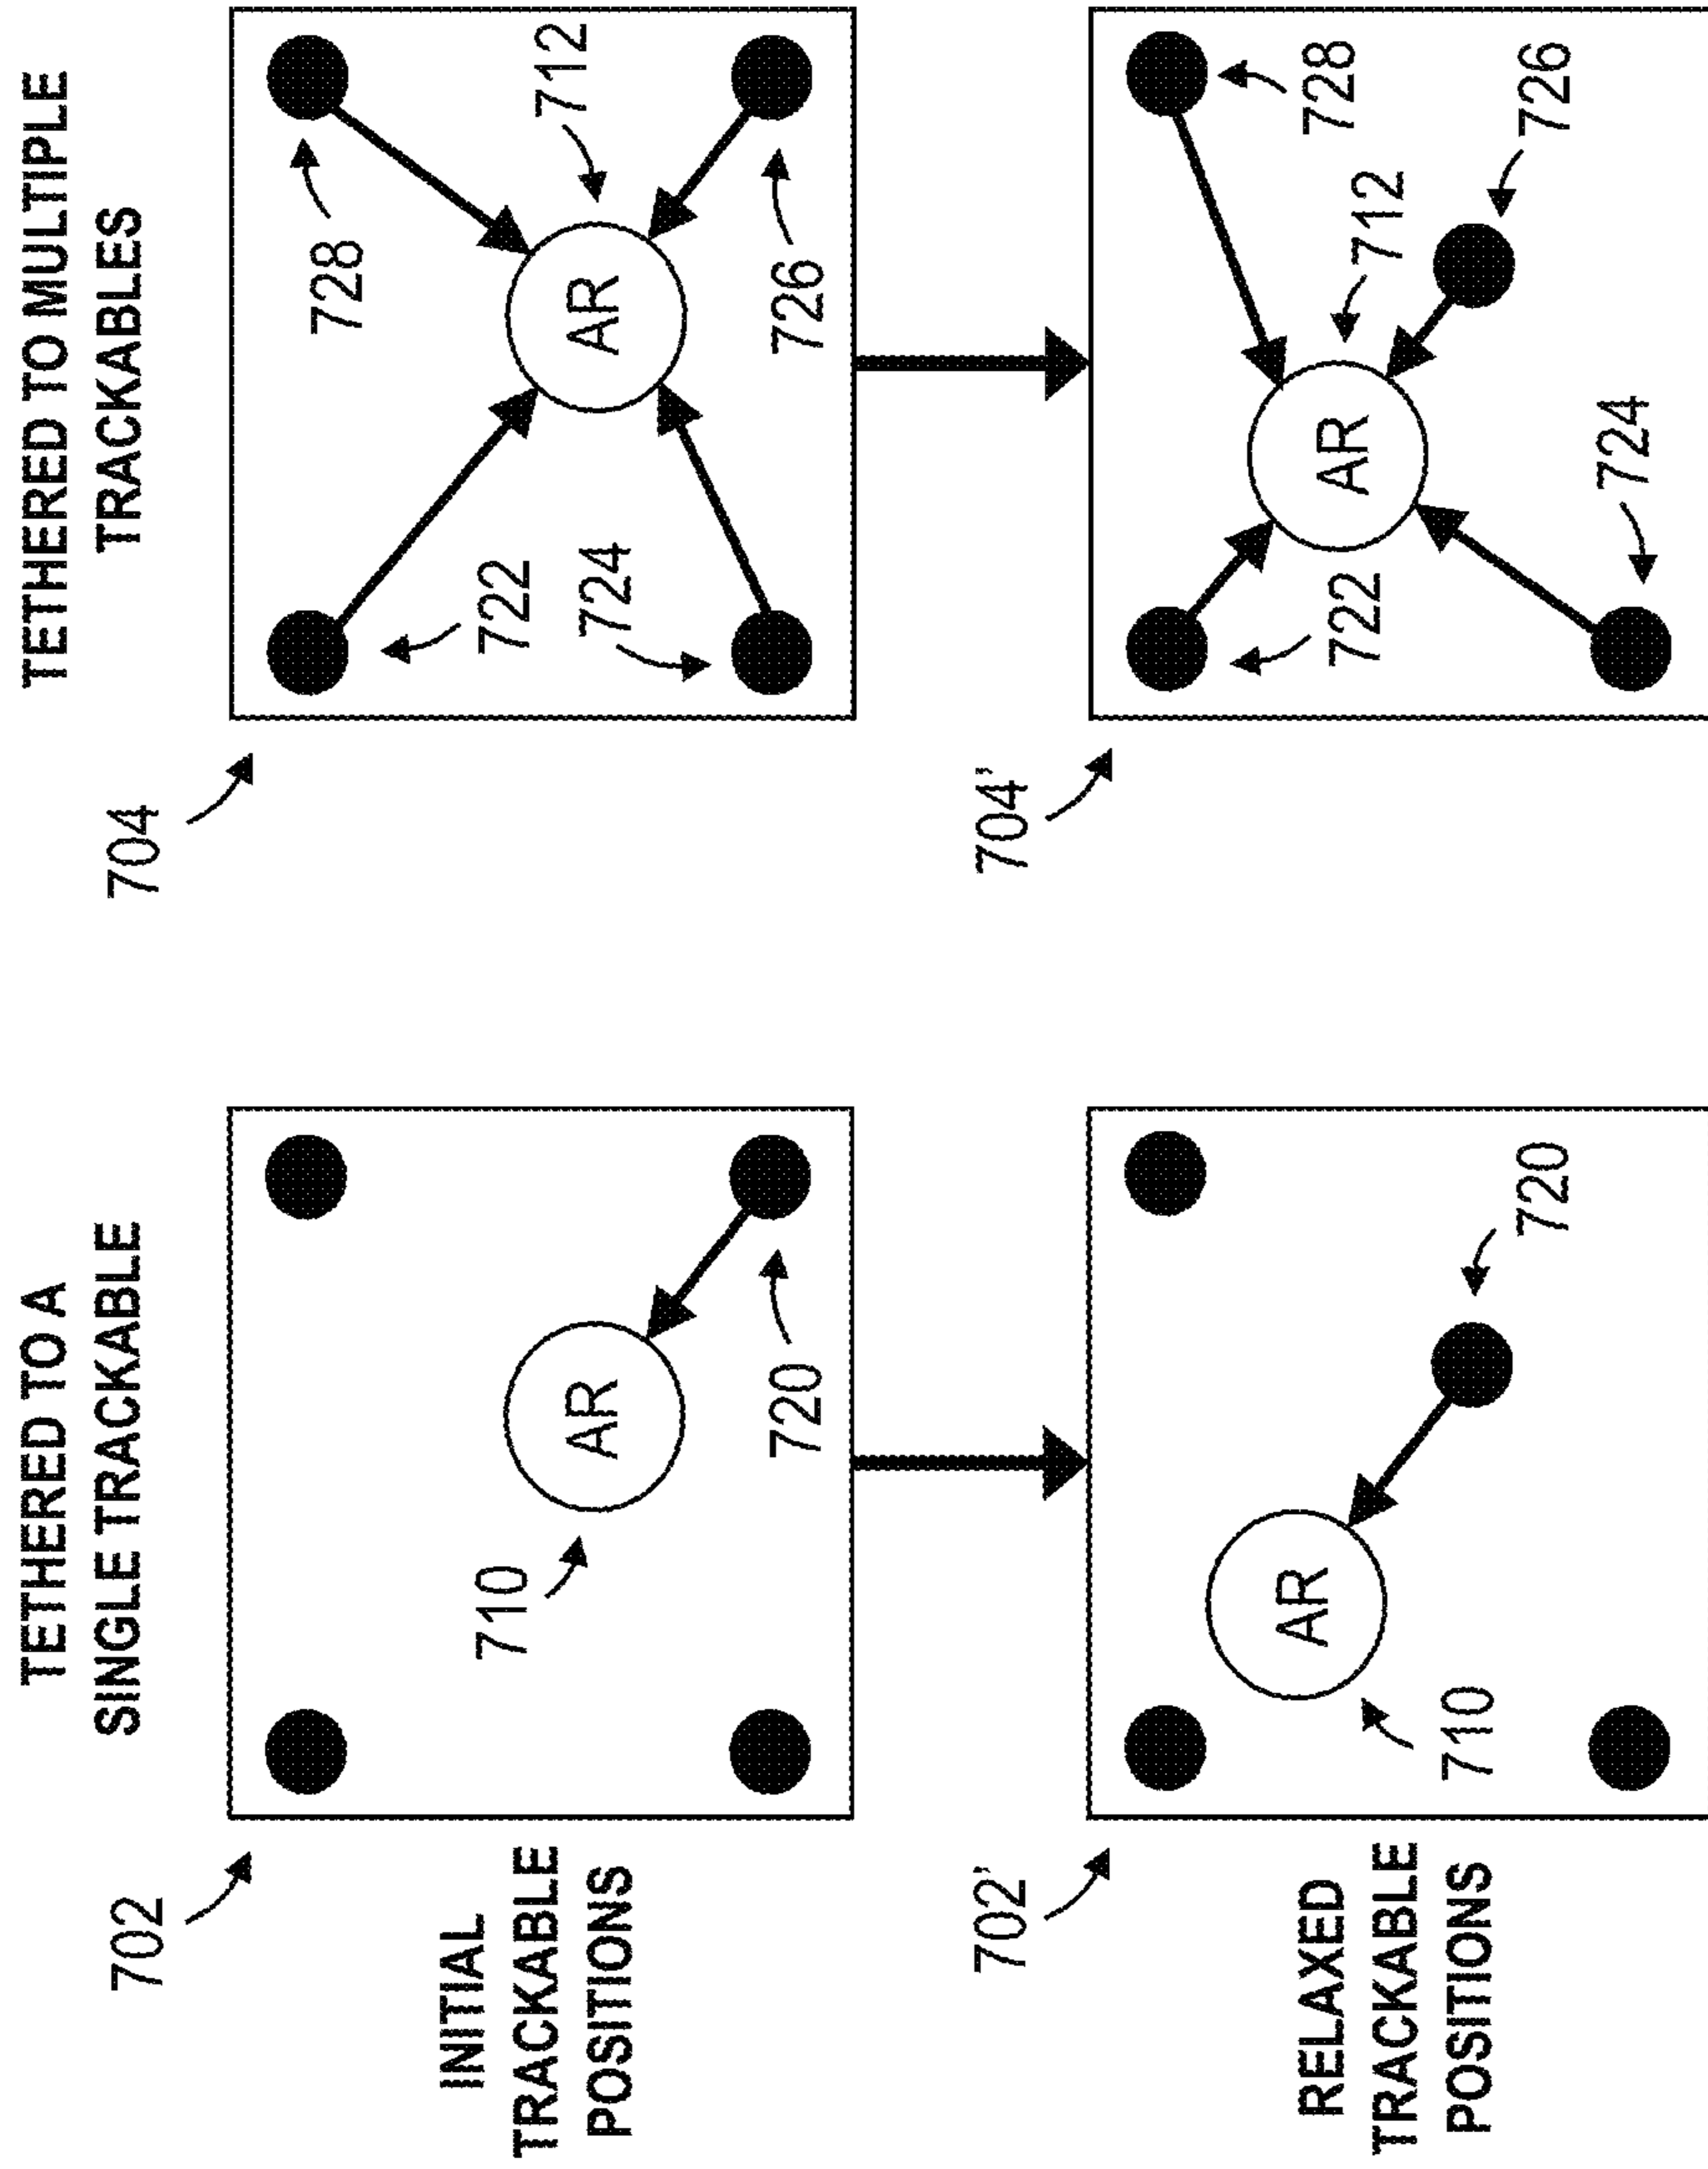 TETHERED TO A
SINGLE TRACKABLE
TETHERED TO MULTIPLE
TRACKABLES
702
704
INITIAL
TRACKABLE
POSITIONS
710
AR
720
722
724
728
AR
712
726
702'
704'
RELAXED
TRACKABLE
POSITIONS
710
AR
720
722
AR
712
728
724
726